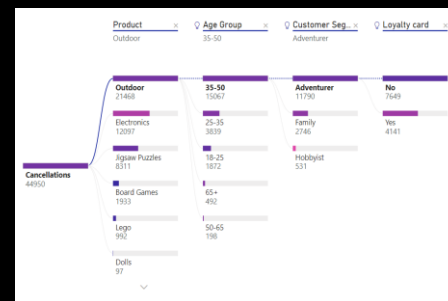 Product ×
Outdoor
Age Group ×
35-50
Customer Seg... ×
Adventurer
Loyalty card ×
Cancellations
44950
Outdoor
21468
Electronics
12097
Jigsaw Puzzles
8311
Board Games
1933
Lego
992
Dolls
97
35-50
15067
25-35
3839
18-25
1872
65+
492
50-65
198
Adventurer
11790
Family
2746
Hobbyist
531
No
7649
Yes
4141